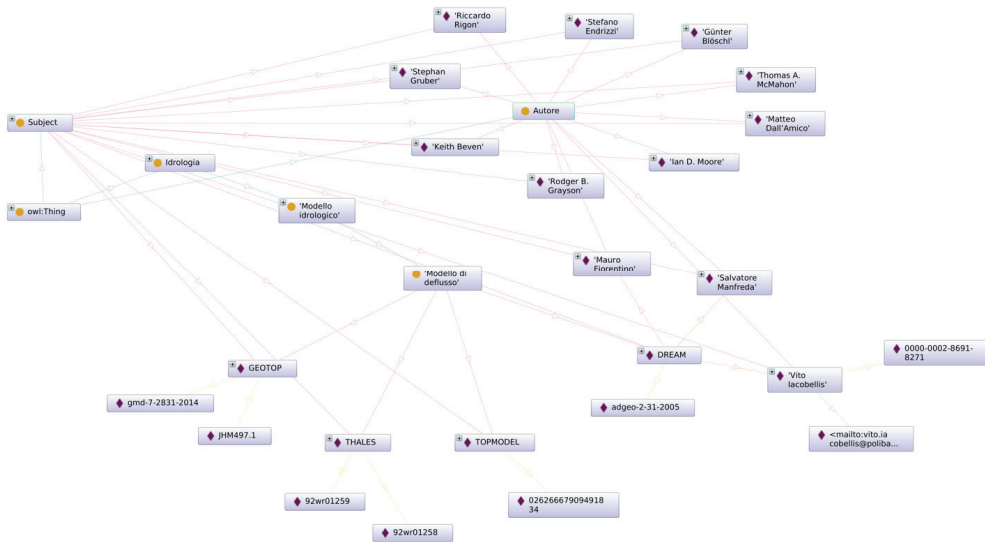 'Riccardo
Rigon'
'Stefano
Endrizzi'
'Günter
Blöschl'
'Stephan
Gruber'
'Thomas A.
McMahon'
Autore
Subject
'Matteo
Dall'Amico'
'Keith Beven'
'Ian D. Moore'
Idrologia
'Rodger B.
Grayson'
owl:Thing
'Modello
idrologico'
'Mauro
Fiorentino'
'Modello di
deflusso'
'Salvatore
Manfreda'
DREAM
0000-0002-8691-
8271
GEOTOP
'Vito
Iacobellis'
gmd-7-2831-2014
adgeo-2-31-2005
JHM497.1
THALES
TOPMODEL
<mailto:vito.ia
cobellis@poliba...
92wr01259
026266679094918
34
92wr01258